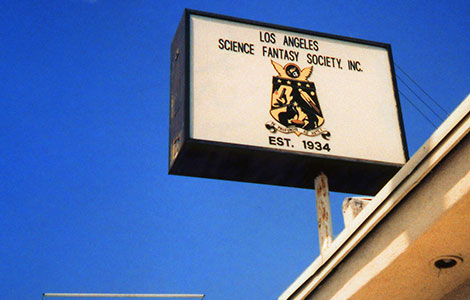 LOS ANGELES
SCIENCE FANTASY SOCIETY, INC.
EST. 1934